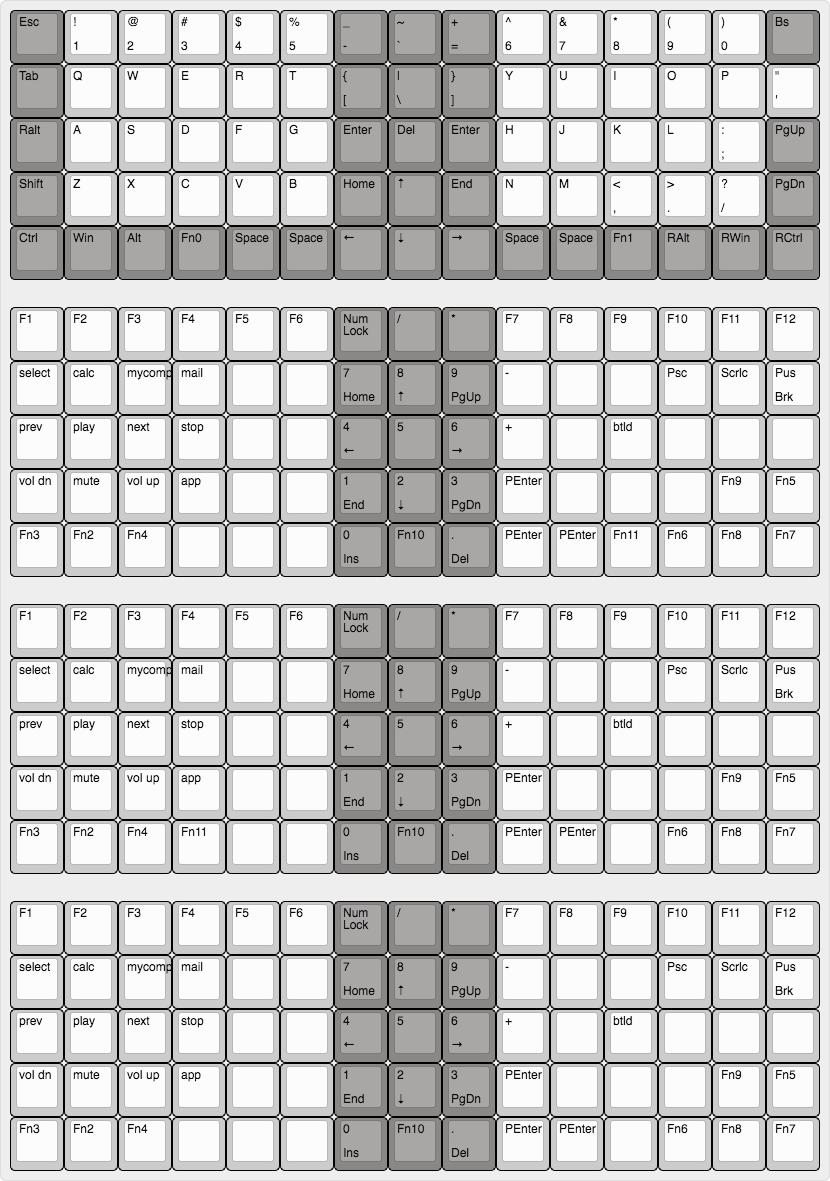 Esc ! @ # $ % _ ~ + ^ & * ( ) Bs
1 2 3 4 5 - ` = 6 7 8 9 0
Tab Q W E R T { | } Y U I O P "
[ \ ] '
Ralt A S D F G Enter Del Enter H J K L : PgUp
;
Shift Z X C V B Home ↑ End N M < > ? PgDn
, . /
Ctrl Win Alt Fn0 Space Space ← ↓ → Space Space Fn1 RAlt RWin RCtrl
F1 F2 F3 F4 F5 F6 Num / * F7 F8 F9 F10 F11 F12
Lock
select calc mycomp mail 7 8 9 - Psc Scrlc Pus
Home ↑ PgUp Brk
prev play next stop 4 5 6 + btld
← →
vol dn mute vol up app 1 2 3 PEnter Fn9 Fn5
End ↓ PgDn
Fn3 Fn2 Fn4 0 Fn10 . PEnter PEnter Fn11 Fn6 Fn8 Fn7
Ins Del
F1 F2 F3 F4 F5 F6 Num / * F7 F8 F9 F10 F11 F12
Lock
select calc mycomp mail 7 8 9 - Psc Scrlc Pus
Home ↑ PgUp Brk
prev play next stop 4 5 6 + btld
← →
vol dn mute vol up app 1 2 3 PEnter Fn9 Fn5
End ↓ PgDn
Fn3 Fn2 Fn4 Fn11 0 Fn10 . PEnter PEnter Fn6 Fn8 Fn7
Ins Del
F1 F2 F3 F4 F5 F6 Num / * F7 F8 F9 F10 F11 F12
Lock
select calc mycomp mail 7 8 9 - Psc Scrlc Pus
Home ↑ PgUp Brk
prev play next stop 4 5 6 + btld
← →
vol dn mute vol up app 1 2 3 PEnter Fn9 Fn5
End ↓ PgDn
Fn3 Fn2 Fn4 0 Fn10 . PEnter PEnter Fn6 Fn8 Fn7
Ins Del